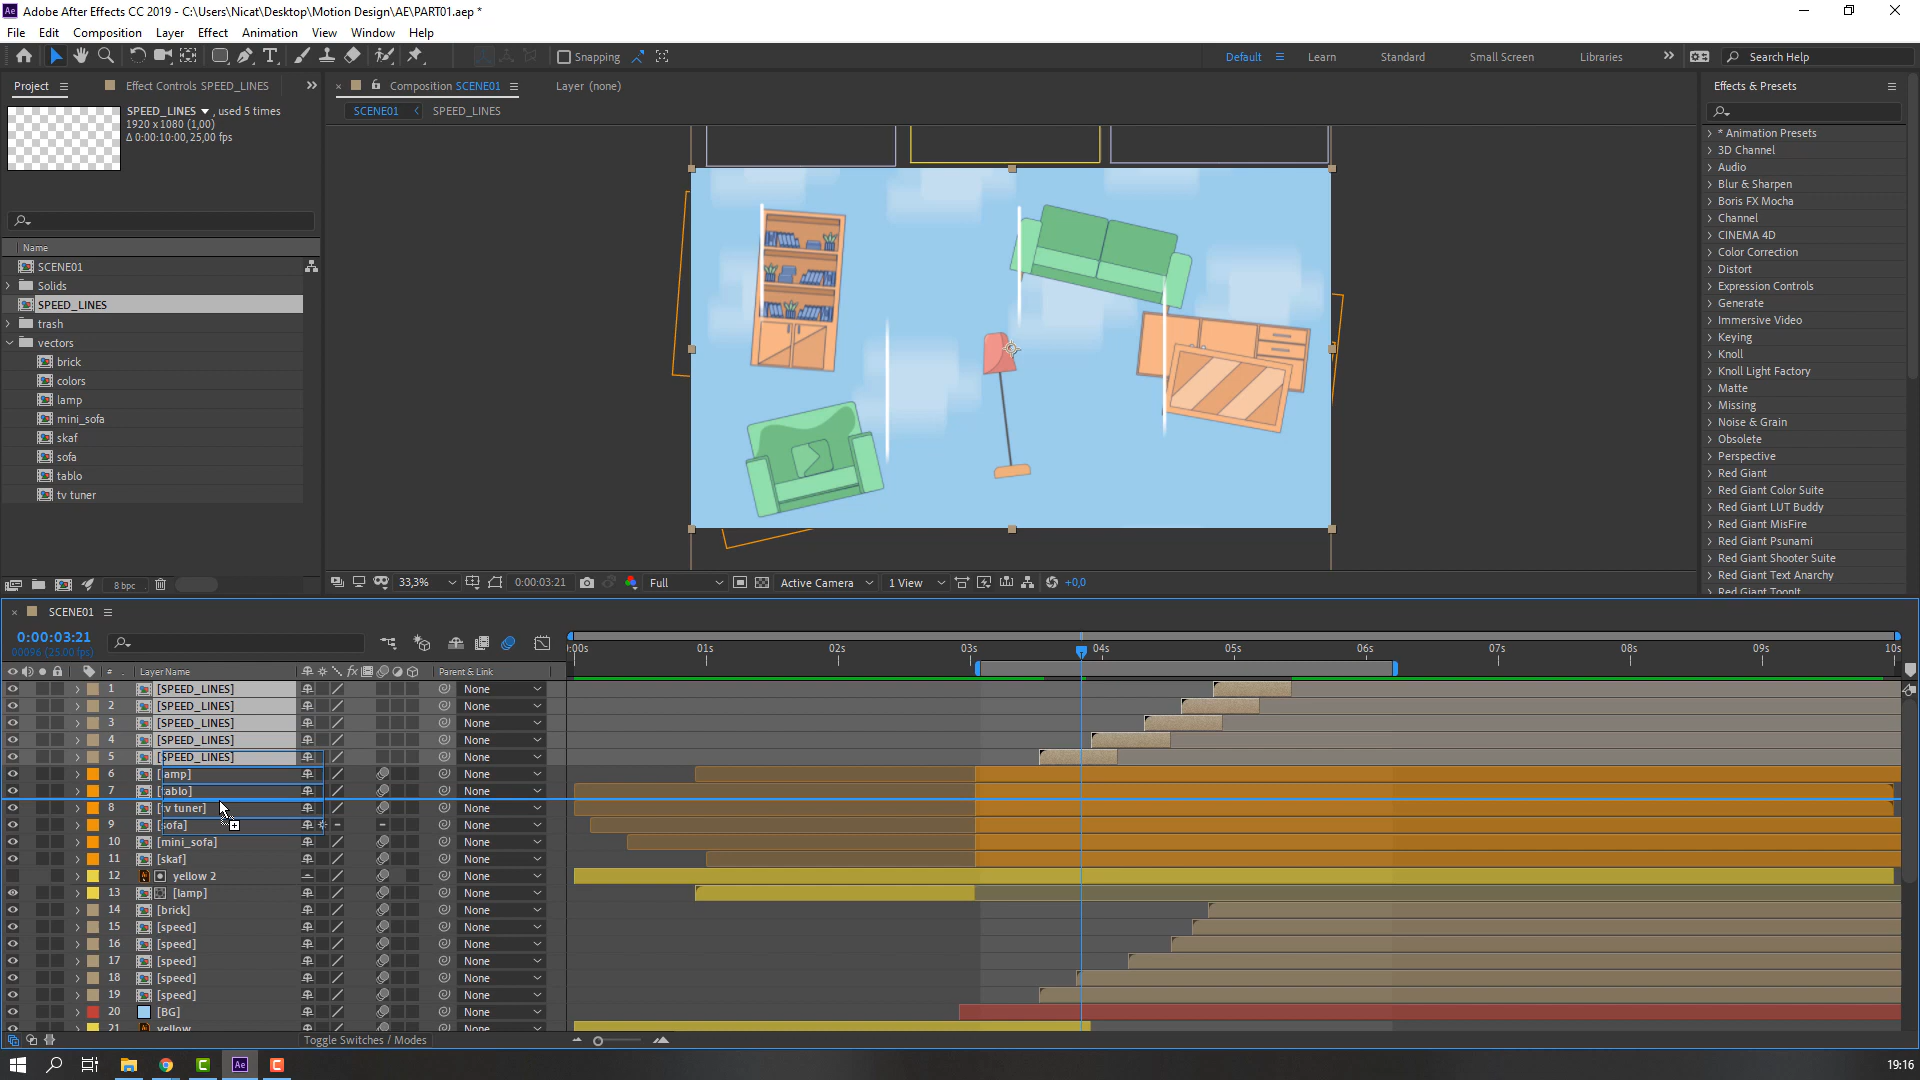 Adobe After Effects CC 2019 - C:\Users\Nicat\Desktop\Motion Design\AE\PART01.aep *
File Edit Composition Layer Effect Animation View Window Help
Snapping
Default Learn Standard Small Screen Libraries Search Help
Project Effect Controls SPEED_LINES
Composition SCENE01 Layer (none)
Effects & Presets
SPEED_LINES , used 5 times
1920 x 1080 (1,00)
Δ 0:00:10:00, 25,00 fps
SCENE01 SPEED_LINES
Name
SCENE01
Solids
SPEED_LINES
trash
vectors
brick
colors
lamp
mini_sofa
skaf
sofa
tablo
tv tuner
8 bpc
33,3% 0:00:03:21 Full Active Camera 1 View +0,0
* Animation Presets
3D Channel
Audio
Blur & Sharpen
Boris FX Mocha
Channel
CINEMA 4D
Color Correction
Distort
Expression Controls
Generate
Immersive Video
Keying
Knoll
Knoll Light Factory
Matte
Missing
Noise & Grain
Obsolete
Perspective
Red Giant
Red Giant Color Suite
Red Giant LUT Buddy
Red Giant MisFire
Red Giant Psunami
Red Giant Shooter Suite
Red Giant Text Anarchy
Red Giant ToonIt
SCENE01
0:00:03:21
00096 (25.00 fps)
:00s 01s 02s 03s 04s 05s 06s 07s 08s 09s 10s
# Layer Name Parent & Link
1 [SPEED_LINES] None
2 [SPEED_LINES] None
3 [SPEED_LINES] None
4 [SPEED_LINES] None
5 [SPEED_LINES] None
6 [lamp] None
7 [tablo] None
8 [tv tuner] None
9 [sofa] None
10 [mini_sofa] None
11 [skaf] None
12 yellow 2 None
13 [lamp] None
14 [brick] None
15 [speed] None
16 [speed] None
17 [speed] None
18 [speed] None
19 [speed] None
20 [BG] None
21 yellow None
Toggle Switches / Modes
19:16